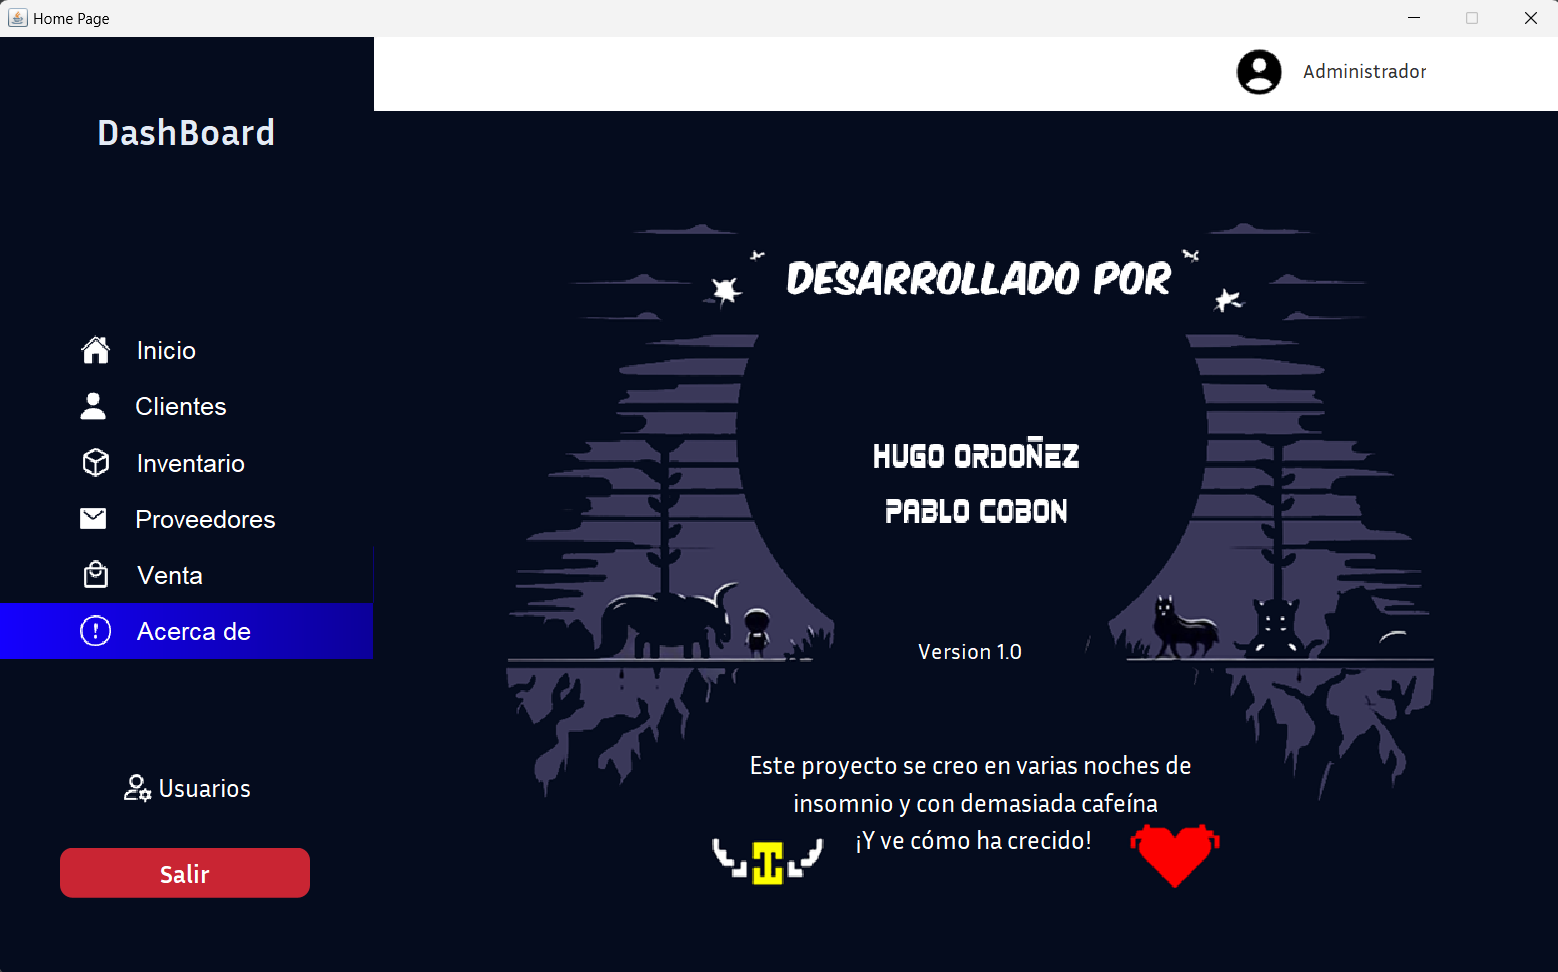 Home Page
Administrador
DashBoard
Inicio
Clientes
Inventario
Proveedores
Venta
Acerca de
Usuarios
Salir
DESARROLLADO POR
HUGO ORDOÑEZ
PABLO COBON
Version 1.0
Este proyecto se creo en varias noches de
insomnio y con demasiada cafeína
¡Y ve cómo ha crecido!